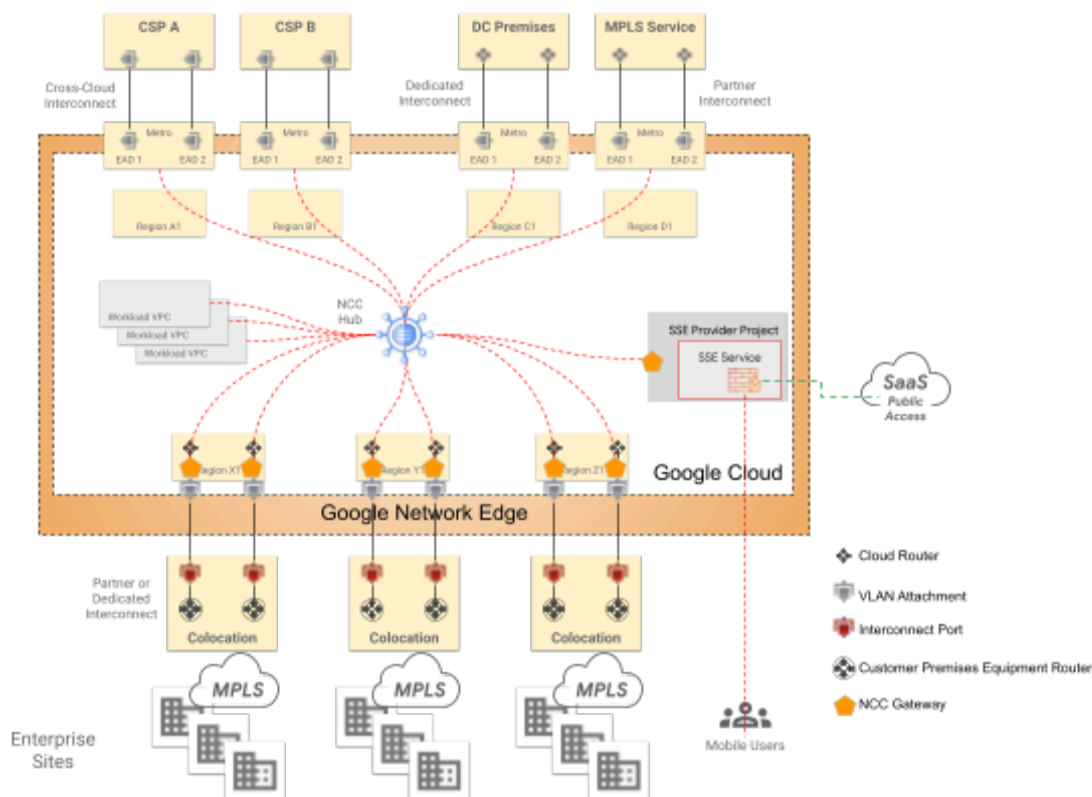 CSP A
CSP B
DC Premises
MPLS Service
Cross-Cloud
Interconnect
Dedicated
Interconnect
Partner
Interconnect
Metro
EAD 1
EAD 2
Metro
EAD 1
EAD 2
Metro
EAD 1
EAD 2
Metro
EAD 1
EAD 2
Region A1
Region B1
Region C1
Region D1
NCC
Hub
Workload VPC
Workload VPC
Workload VPC
SSE Provider Project
SSE Service
SaaS
Public
Access
Region X1
Region Y1
Region Z1
Google Cloud
Google Network Edge
Partner or
Dedicated
Interconnect
Colocation
Colocation
Colocation
MPLS
MPLS
MPLS
Enterprise
Sites
Mobile Users
Cloud Router
VLAN Attachment
Interconnect Port
Customer Premises Equipment Router
NCC Gateway